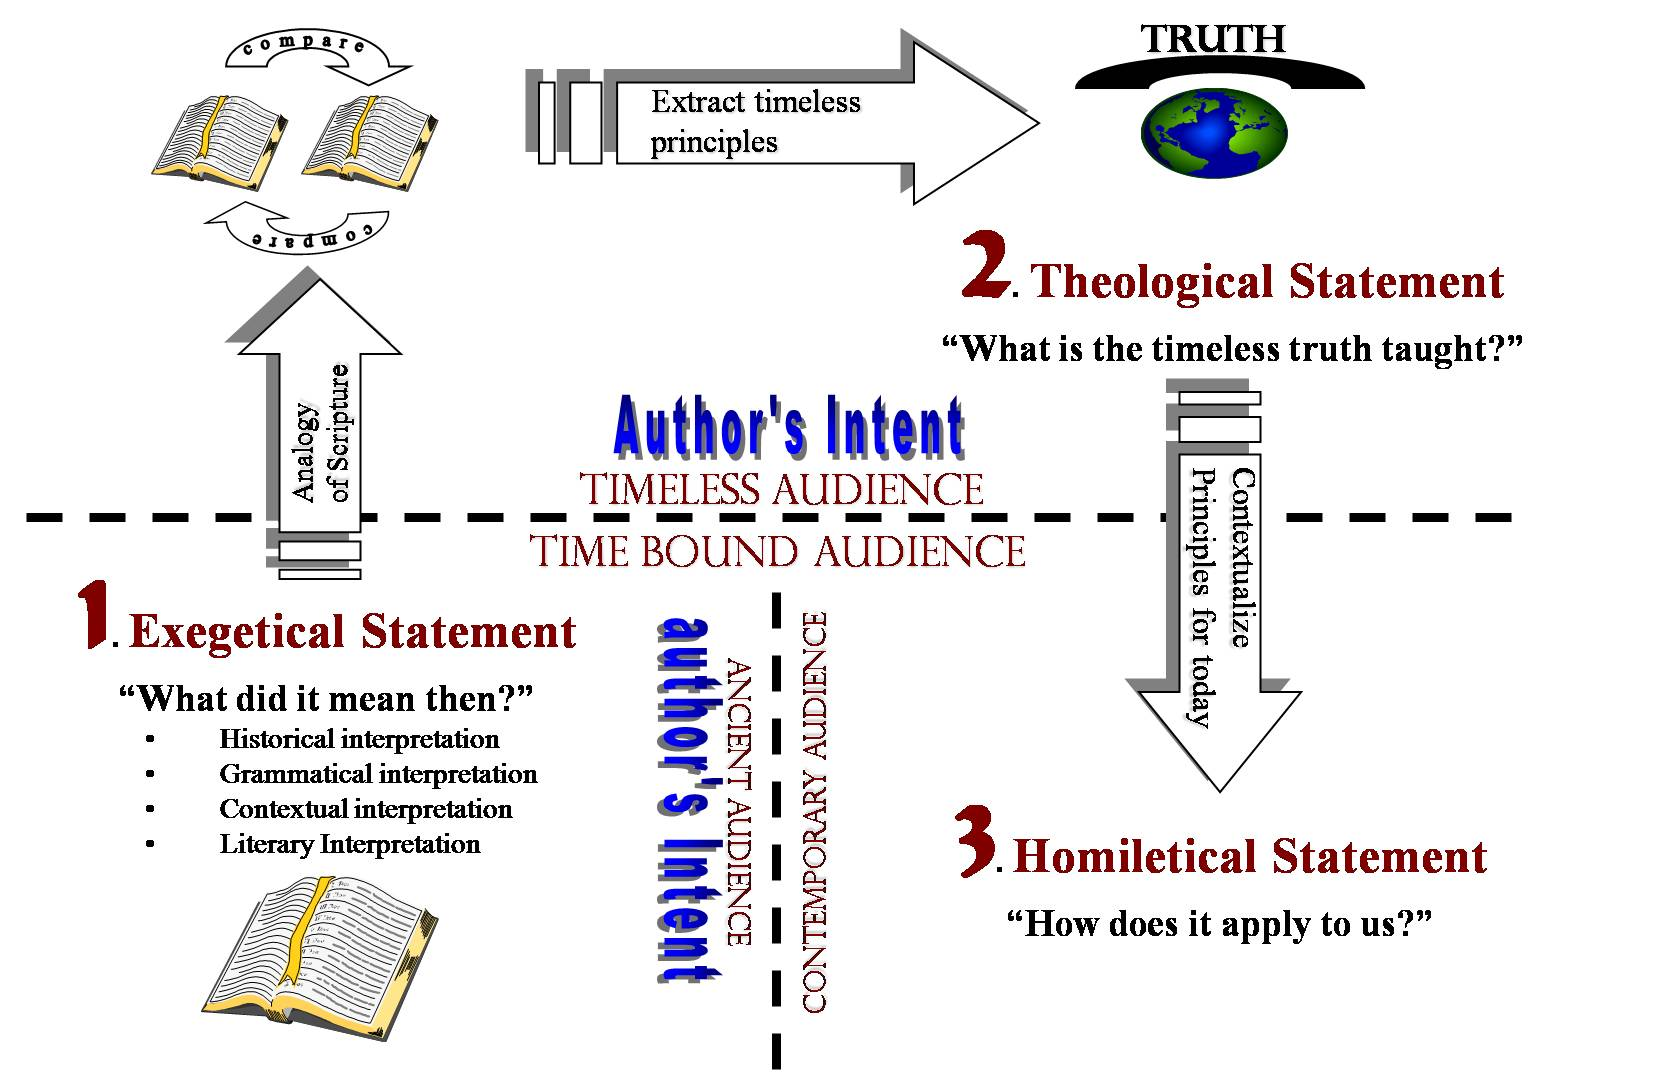 compare
TRUTH
Extract timeless
principles
compare
2. Theological Statement
“What is the timeless truth taught?”
Analogy
of Scripture
Author's Intent
TIMELESS AUDIENCE
TIME BOUND AUDIENCE
Contextualize
Principles for today
1. Exegetical Statement
“What did it mean then?”
• Historical interpretation
• Grammatical interpretation
• Contextual interpretation
• Literary Interpretation
author's Intent
ANCIENT AUDIENCE
CONTEMPORARY AUDIENCE
3. Homiletical Statement
“How does it apply to us?”